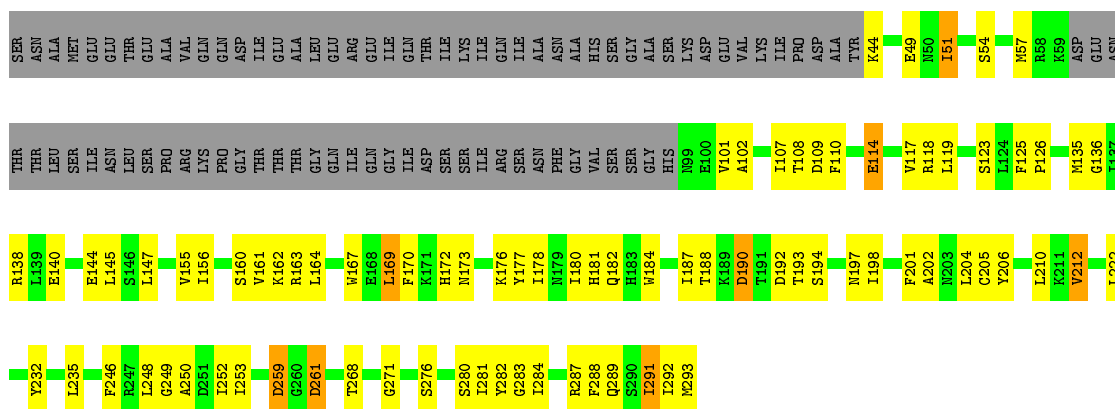 SER ASN ALA MET GLU GLU THR GLU ALA VAL GLN GLN ASP ILE GLU ALA LEU GLU ARG GLU ILE GLN THR ILE LYS ILE GLN ILE ALA ASN ALA HIS SER GLY ALA SER LYS ASP GLU VAL LYS ILE PRO ASP ALA TYR K44 E49 N50 I51 S54 M57 R58 K59 ASP GLU ASN
THR THR LEU SER ILE ASN LEU SER PRO ARG LYS PRO GLY THR THR THR GLY GLN ILE GLN GLY ILE ASP SER SER ILE ARG SER ASN PHE GLY VAL SER SER GLY HIS N99 E100 V101 A102 I107 T108 D109 F110 E114 V117 R118 L119 S123 L124 F125 P126 M135 G136 I137
R138 L139 E140 E144 L145 S146 L147 V155 I156 S160 V161 K162 R163 L164 W167 E168 L169 F170 K171 H172 N173 K176 Y177 I178 N179 I180 H181 Q182 H183 W184 I187 T188 K189 D190 T191 D192 T193 S194 N197 I198 F201 A202 N203 L204 C205 Y206 L210 K211 V212
Y232 L235 F246 R247 L248 G249 A250 D251 I252 I253 D259 G260 D261 T268 G271 S276 S280 I281 Y282 G283 I284 R287 F288 Q289 S290 I291 I292 M293